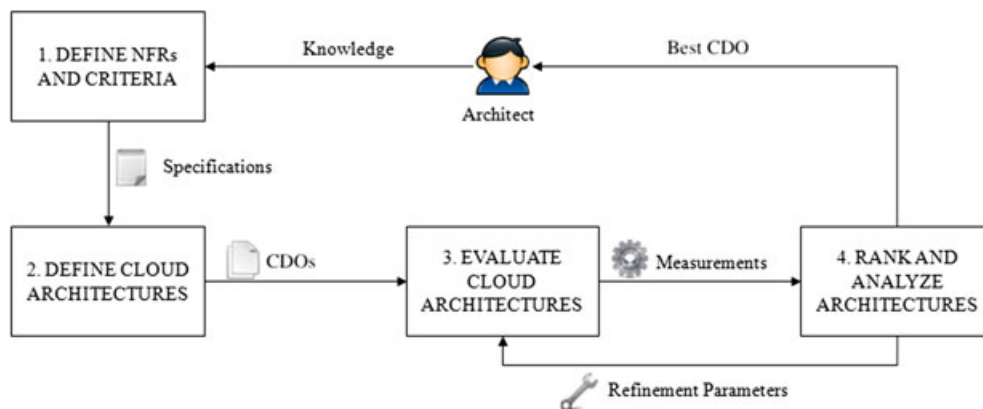 1. DEFINE NFRs
AND CRITERIA
Knowledge
Architect
Best CDO
Specifications
2. DEFINE CLOUD
ARCHITECTURES
CDOs
3. EVALUATE
CLOUD
ARCHITECTURES
Measurements
4. RANK AND
ANALYZE
ARCHITECTURES
Refinement Parameters